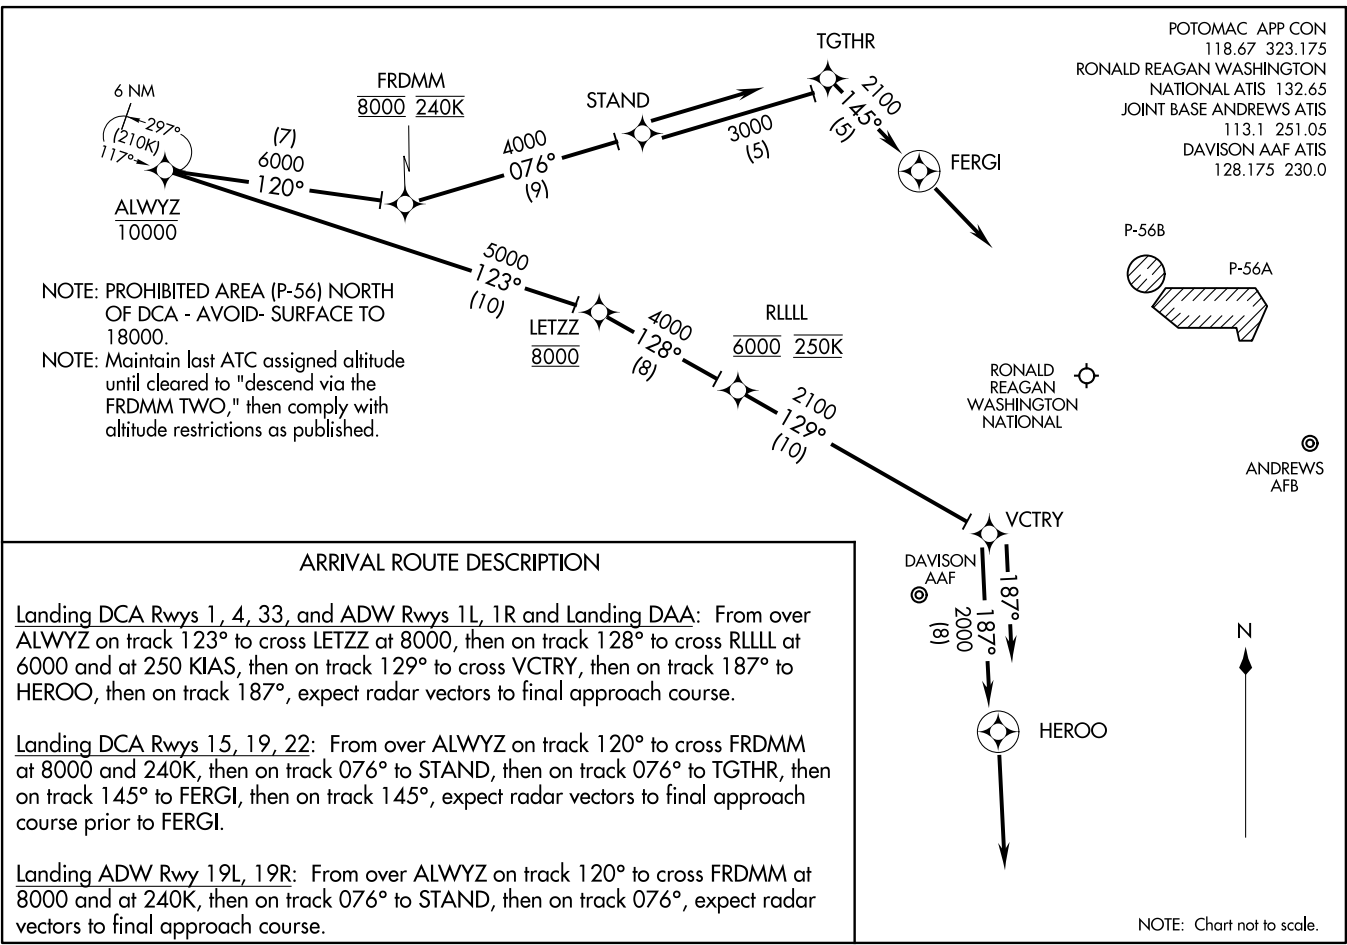 POTOMAC APP CON
118.67 323.175
RONALD REAGAN WASHINGTON
NATIONAL ATIS 132.65
JOINT BASE ANDREWS ATIS
113.1 251.05
DAVISON AAF ATIS
128.175 230.0
TGTHR
2100
145°
(5)
FERGI
FRDMM
8000 240K
STAND
3000
(5)
4000
076°
(9)
6 NM
297°
(210K)
117°
(7)
6000
120°
ALWYZ
10000
5000
123°
(10)
LETZZ
8000
4000
128°
(8)
RLLLL
6000 250K
2100
129°
(10)
P-56B
P-56A
RONALD
REAGAN
WASHINGTON
NATIONAL
ANDREWS
AFB
NOTE: PROHIBITED AREA (P-56) NORTH
OF DCA - AVOID- SURFACE TO
18000.
NOTE: Maintain last ATC assigned altitude
until cleared to "descend via the
FRDMM TWO," then comply with
altitude restrictions as published.
VCTRY
DAVISON
AAF
187°
187°
2000
(8)
HEROO
N
ARRIVAL ROUTE DESCRIPTION
Landing DCA Rwys 1, 4, 33, and ADW Rwys 1L, 1R and Landing DAA: From over
ALWYZ on track 123° to cross LETZZ at 8000, then on track 128° to cross RLLLL at
6000 and at 250 KIAS, then on track 129° to cross VCTRY, then on track 187° to
HEROO, then on track 187°, expect radar vectors to final approach course.
Landing DCA Rwys 15, 19, 22: From over ALWYZ on track 120° to cross FRDMM
at 8000 and 240K, then on track 076° to STAND, then on track 076° to TGTHR, then
on track 145° to FERGI, then on track 145°, expect radar vectors to final approach
course prior to FERGI.
Landing ADW Rwy 19L, 19R: From over ALWYZ on track 120° to cross FRDMM at
8000 and at 240K, then on track 076° to STAND, then on track 076°, expect radar
vectors to final approach course.
NOTE: Chart not to scale.